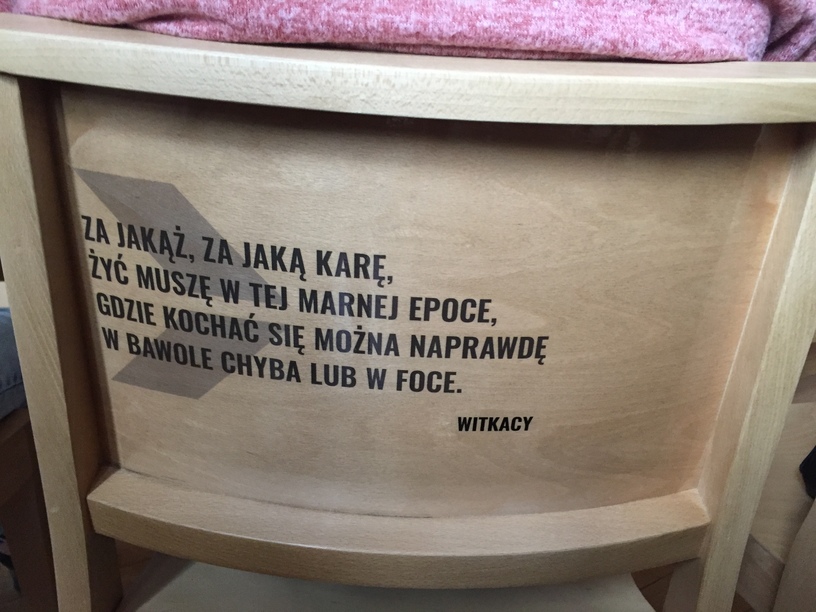 ZA JAKĄŻ, ZA JAKĄ KARĘ,
ŻYĆ MUSZĘ W TEJ MARNEJ EPOCE,
GDZIE KOCHAĆ SIĘ MOŻNA NAPRAWDĘ
W BAWOLE CHYBA LUB W FOCE.
WITKACY